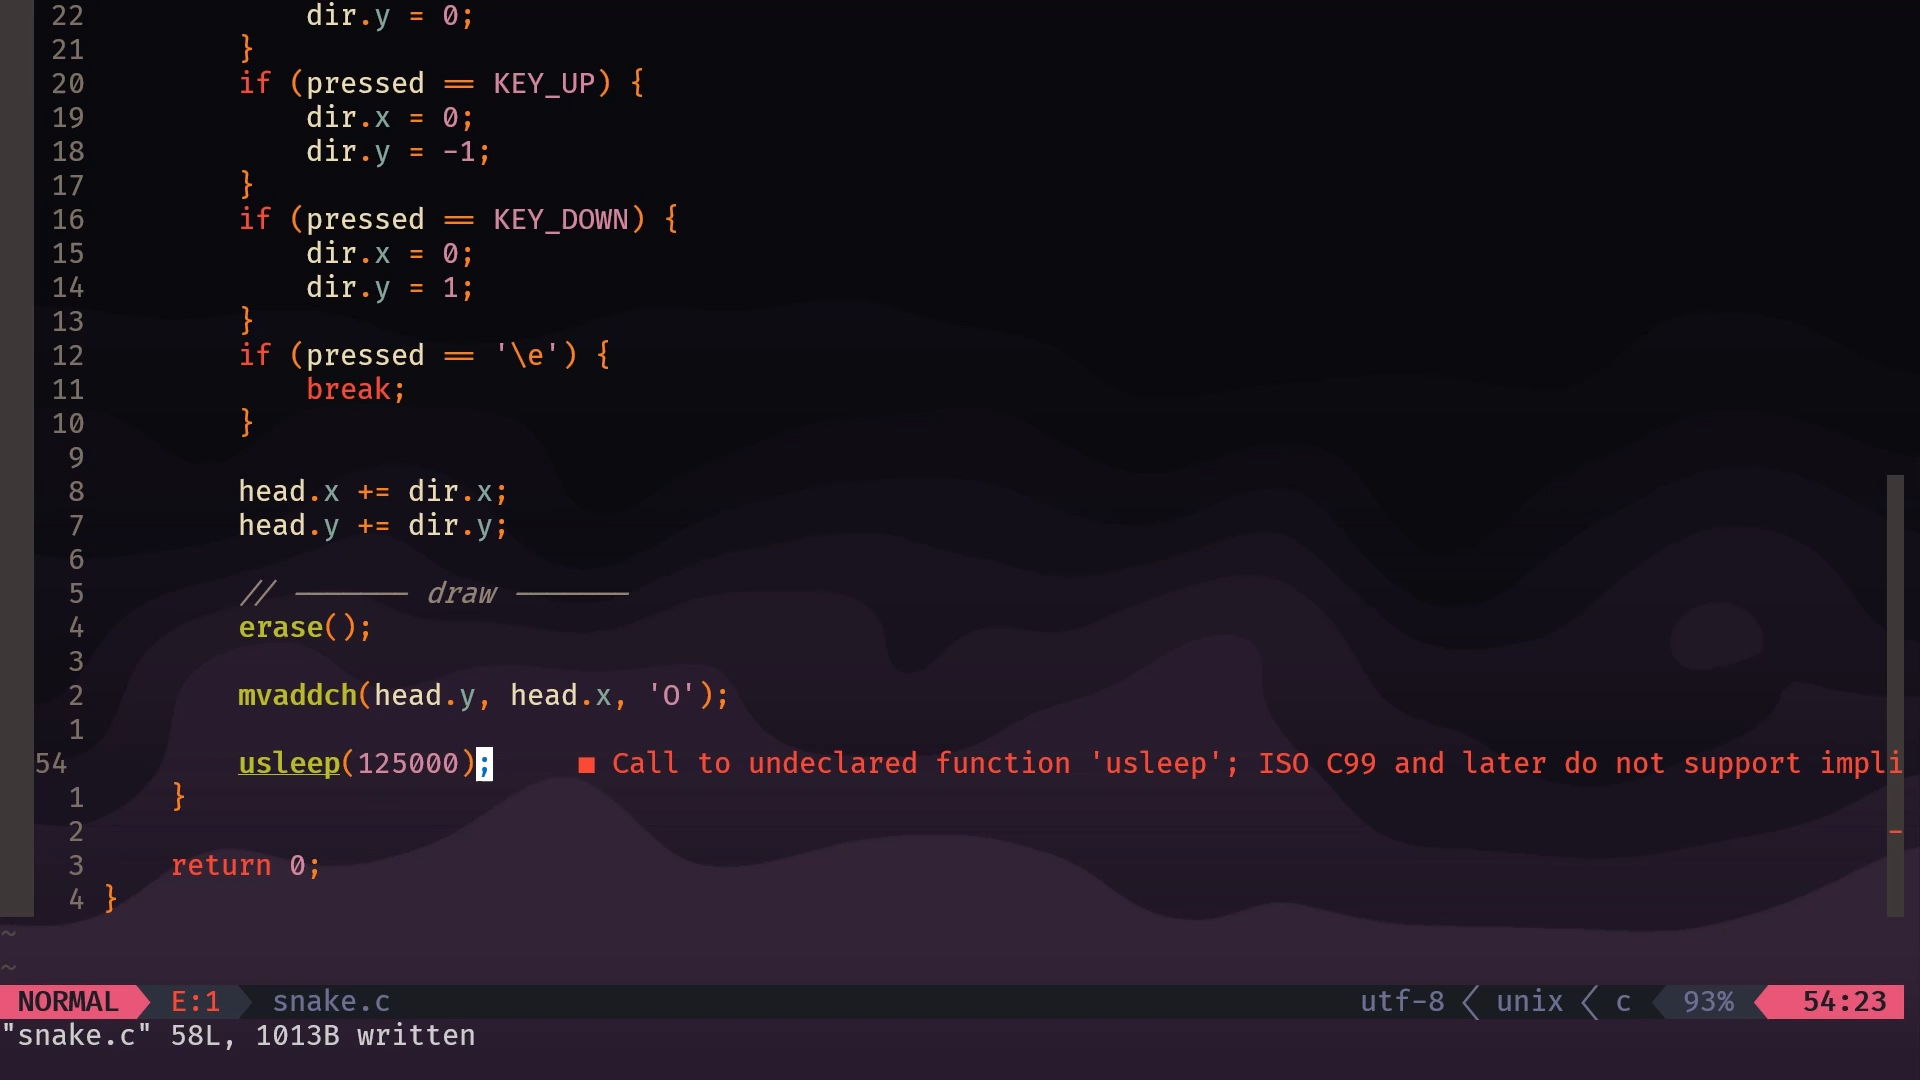 22 dir.y = 0;
21 }
20 if (pressed == KEY_UP) {
19 dir.x = 0;
18 dir.y = -1;
17 }
16 if (pressed == KEY_DOWN) {
15 dir.x = 0;
14 dir.y = 1;
13 }
12 if (pressed == '\e') {
11 break;
10 }
9
8 head.x += dir.x;
7 head.y += dir.y;
6
5 // ------- draw -------
4 erase();
3
2 mvaddch(head.y, head.x, 'O');
1
54 usleep(125000); ■ Call to undeclared function 'usleep'; ISO C99 and later do not support impli
1 }
2
3 return 0;
4 }
~
~
NORMAL E:1 snake.c utf-8 < unix < c 93% 54:23
"snake.c" 58L, 1013B written